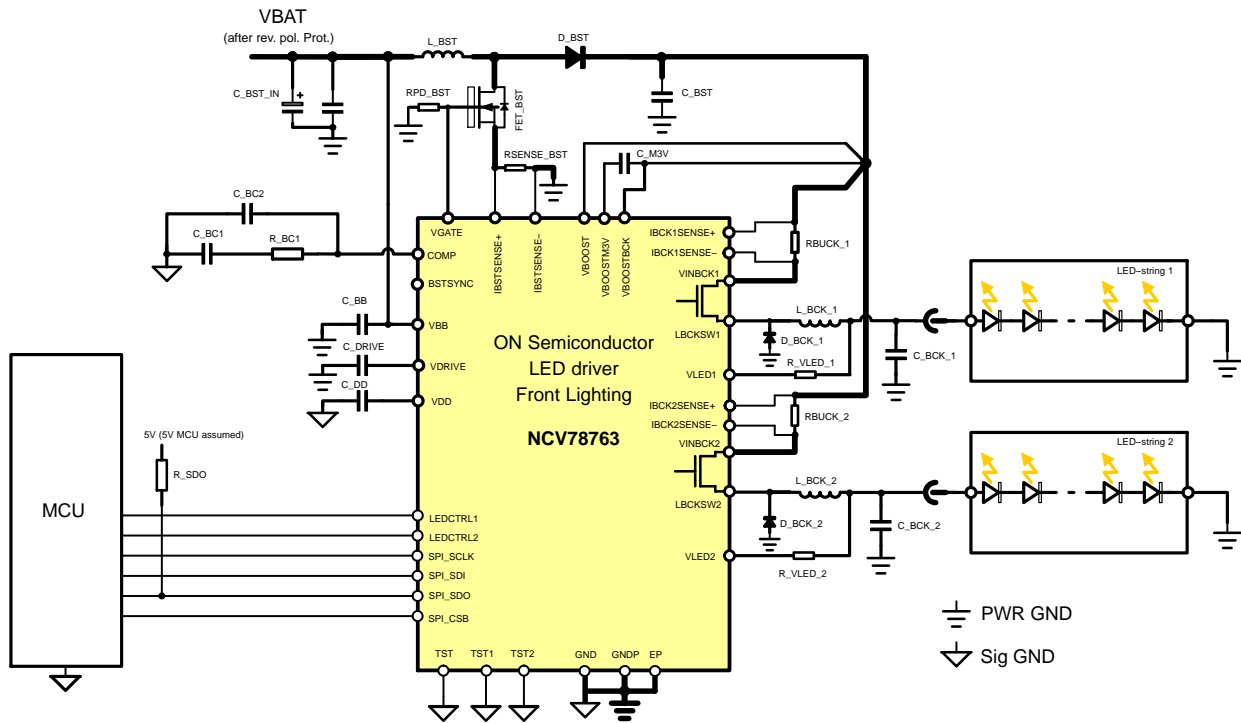 VBAT
(after rev. pol. Prot.)
L_BST
D_BST
C_BST_IN
+
RPD_BST
FET_BST
C_BST
RSENSE_BST
C_M3V
C_BC2
C_BC1
R_BC1
VGATE
IBSTSENSE+
IBSTSENSE−
VBOOST
VBOOSTM3V
VBOOSTBCK
IBCK1SENSE+
RBUCK_1
IBCK1SENSE−
COMP
VINBCK1
BSTSYNC
C_BB
VBB
LBCKSW1
L_BCK_1
D_BCK_1
C_BCK_1
LED−string 1
C_DRIVE
VDRIVE
R_VLED_1
VLED1
C_DD
VDD
ON Semiconductor
LED driver
Front Lighting
NCV78763
IBCK2SENSE+
RBUCK_2
IBCK2SENSE−
VINBCK2
LBCKSW2
L_BCK_2
D_BCK_2
C_BCK_2
LED−string 2
VLED2
R_VLED_2
5V (5V MCU assumed)
R_SDO
MCU
LEDCTRL1
LEDCTRL2
SPI_SCLK
SPI_SDI
SPI_SDO
SPI_CSB
TST
TST1
TST2
GND
GNDP
EP
PWR GND
Sig GND